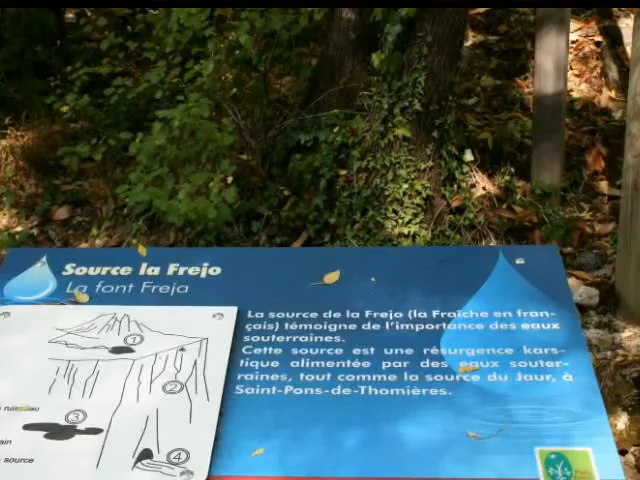 Source la Frejo
La font Freja
La source de la Frejo (la Fraîche en fran-
çais) témoigne de l'importance des eaux
souterraines.
Cette source est une résurgence kars-
tique alimentée par des eaux souter-
raines, tout comme la source du Jaur, à
Saint-Pons-de-Thomières.
1
2
3
4
source